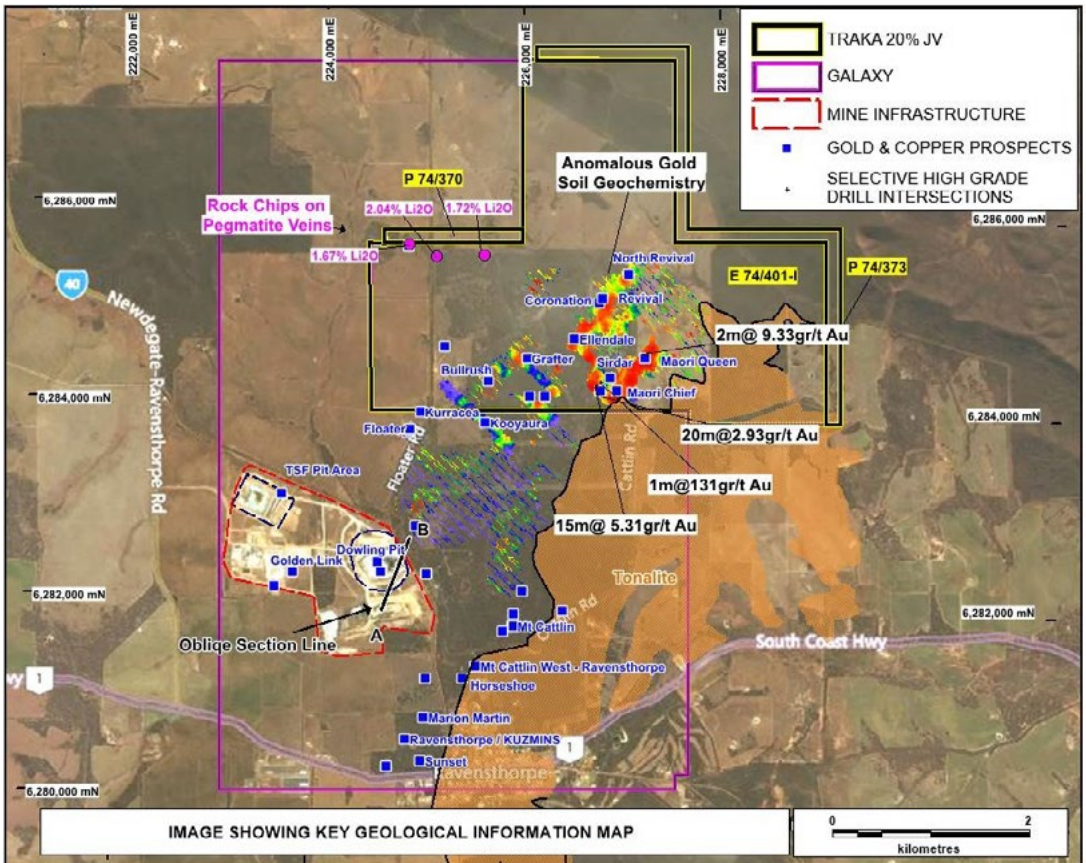 222,000 mE
224,000 mE
226,000 mE
228,000 mE
TRAKA 20% JV
GALAXY
MINE INFRASTRUCTURE
GOLD & COPPER PROSPECTS
SELECTIVE HIGH GRADE
DRILL INTERSECTIONS
Anomalous Gold
Soil Geochemistry
P 74/370
6,286,000 mN
Rock Chips on
Pegmatite Veins
2.04% Li2O
1.72% Li2O
6,286,000 mN
1.67% Li2O
North Revival
E 74/401-I
P 74/373
40
Newdegate-Ravensthorpe Rd
Coronation
Revival
Ellendale
2m@ 9.33gr/t Au
Grafter
Sirdar
Maori Queen
Bullrush
Maori Chief
6,284,000 mN
Kurracea
Kooyaura
6,284,000 mN
Floater
Floater Rd
Cattlin Rd
20m@2.93gr/t Au
TSF Pit Area
1m@131gr/t Au
15m@ 5.31gr/t Au
B
Dowling Pit
Golden Link
Tonalite
6,282,000 mN
6,282,000 mN
Rd
A
Mt Cattlin
Obliqe Section Line
South Coast Hwy
Mt Cattlin West - Ravensthorpe
wy
1
Horseshoe
Marion Martin
Ravensthorpe / KUZMINS
1
Sunset
Ravensthorpe
6,280,000 mN
IMAGE SHOWING KEY GEOLOGICAL INFORMATION MAP
0
2
kilometres